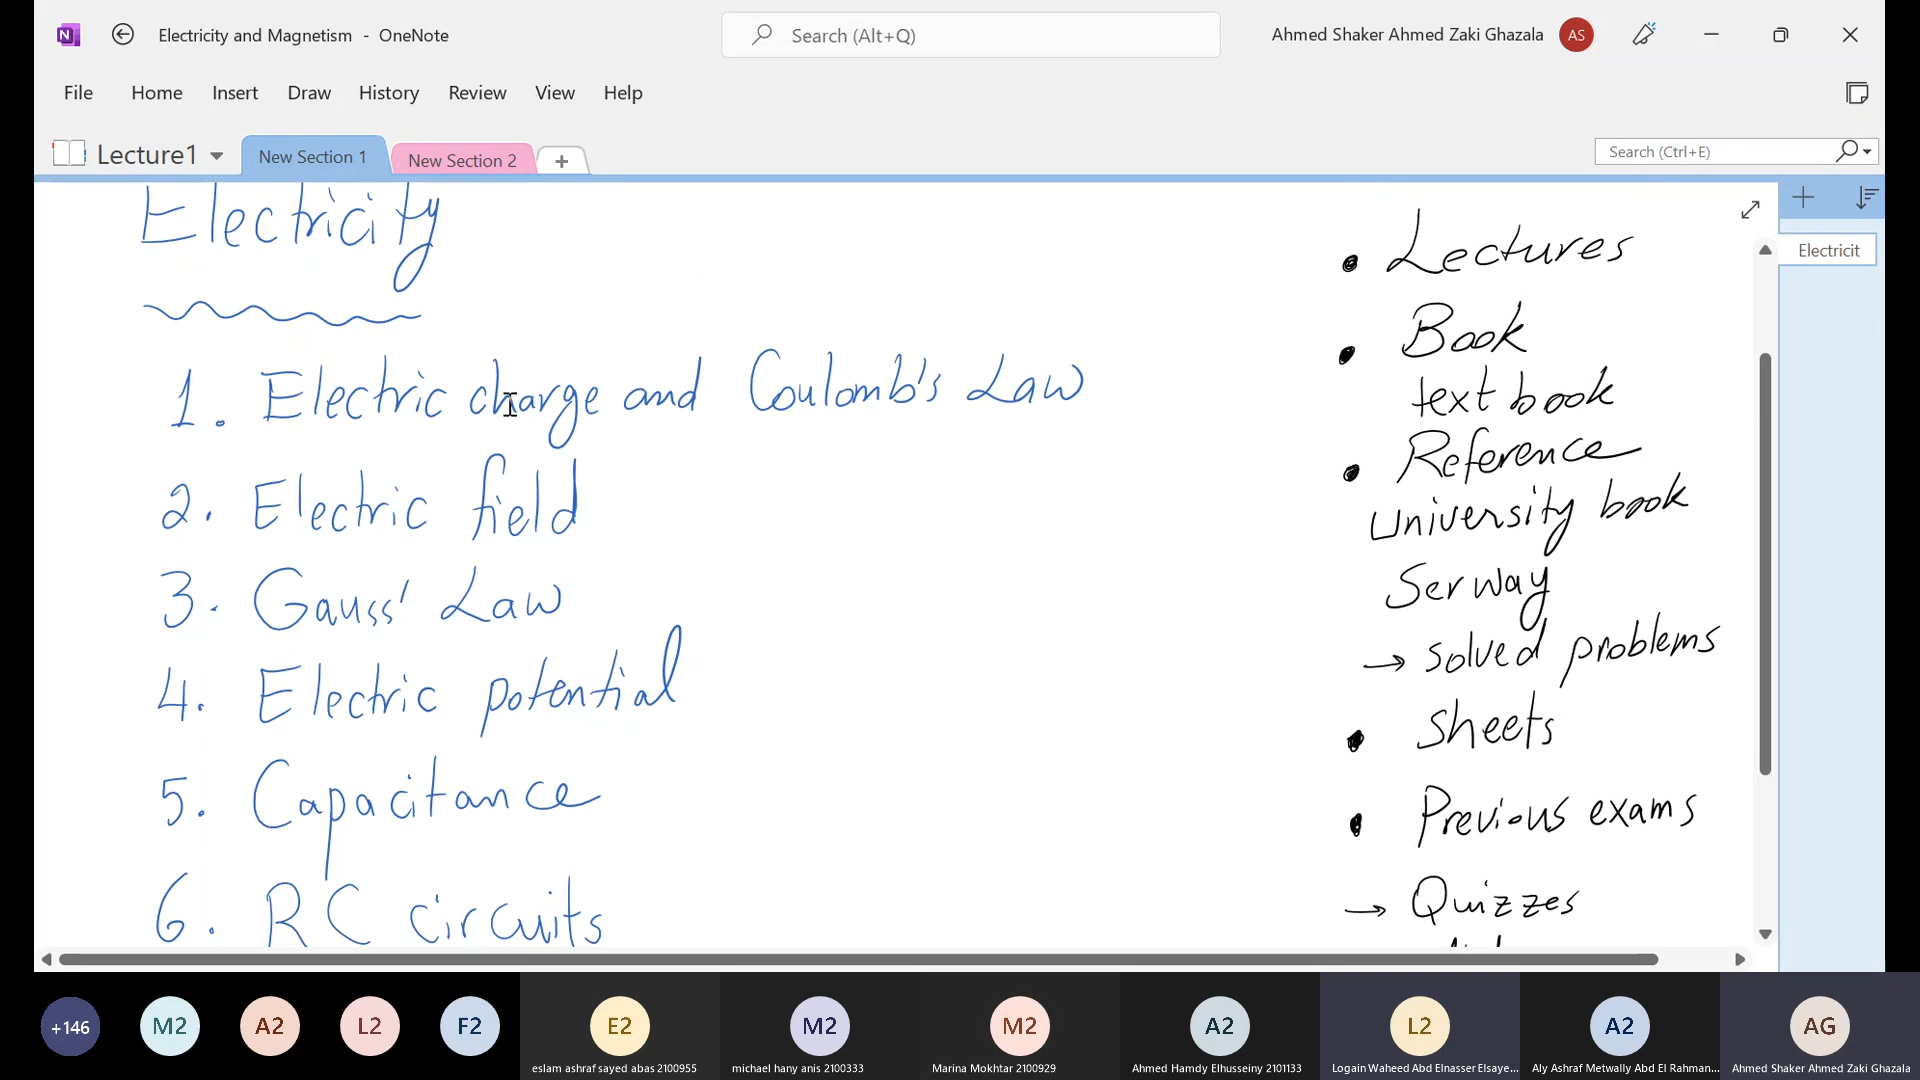 Electricity and Magnetism - OneNote
Search (Alt+Q)
Ahmed Shaker Ahmed Zaki Ghazala
AS
File Home Insert Draw History Review View Help
Lecture1
New Section 1
New Section 2
Search (Ctrl+E)
Electricit
Electricity
1. Electric charge and Coulomb's Law
2. Electric field
3. Gauss' Law
4. Electric potential
5. Capacitance
6. RC circuits
• Lectures
• Book
text book
• Reference
University book
Serway
→ solved problems
• Sheets
• Previous exams
→ Quizzes
+146
M2
A2
L2
F2
E2
eslam ashraf sayed abas 2100955
M2
michael hany anis 2100333
M2
Marina Mokhtar 2100929
A2
Ahmed Hamdy Elhusseiny 2101133
L2
Logain Waheed Abd Elnasser Elsaye...
A2
Aly Ashraf Metwally Abd El Rahman...
AG
Ahmed Shaker Ahmed Zaki Ghazala